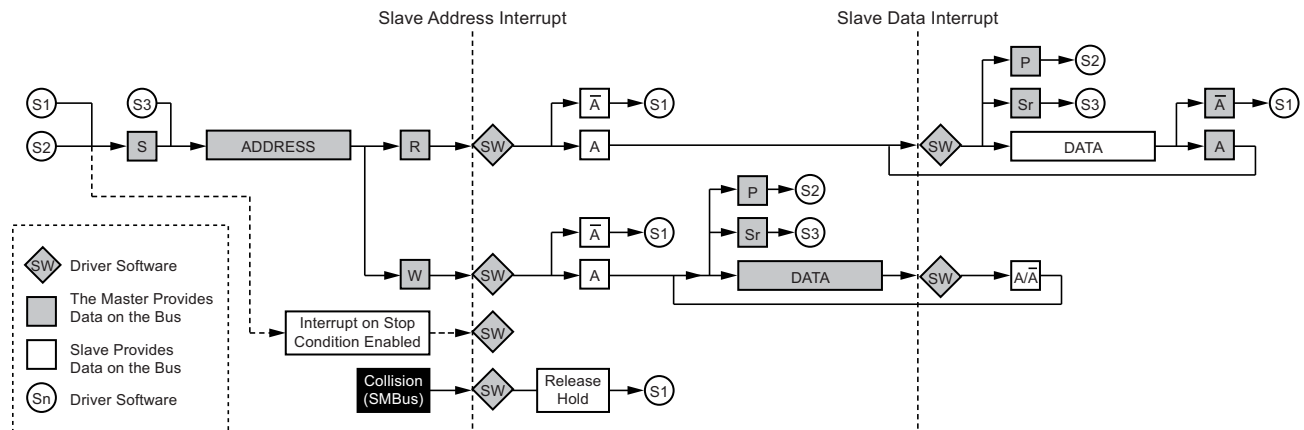 Slave Address Interrupt
Slave Data Interrupt
P
S2
S1
S3
A̅
S1
Sr
S3
A̅
S1
S2
S
ADDRESS
R
SW
A
SW
DATA
A
P
S2
A̅
S1
Sr
S3
SW
Driver Software
W
SW
A
DATA
SW
A/A̅
The Master Provides
Data on the Bus
Interrupt on Stop
Condition Enabled
SW
Slave Provides
Data on the Bus
Collision
(SMBus)
SW
Release
Hold
S1
Sn
Driver Software